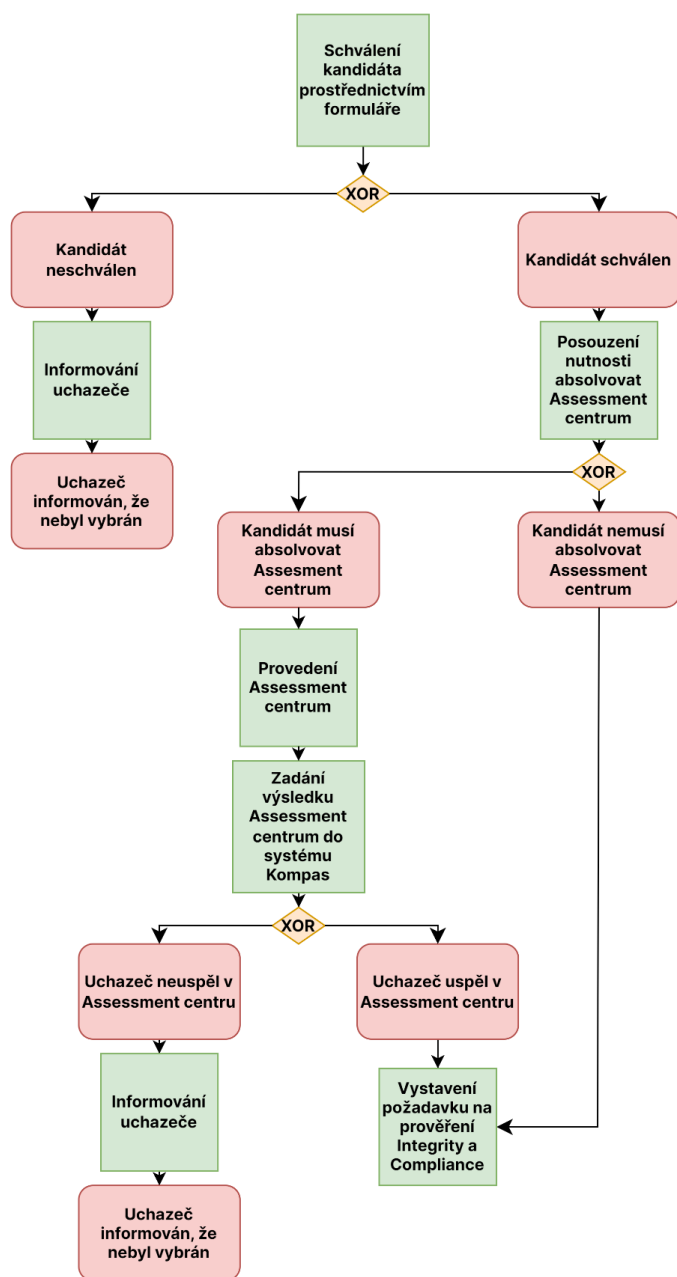 Schválení
kandidáta
prostřednictvím
formuláře
XOR
Kandidát
neschválen
Kandidát schválen
Informování
uchazeče
Posouzení
nutnosti
absolvovat
Assessment
centrum
Uchazeč
informován, že
nebyl vybrán
XOR
Kandidát musí
absolvovat
Assesment
centrum
Kandidát nemusí
absolvovat
Assessment
centrum
Provedení
Assessment
centrum
Zadání
výsledku
Assessment
centrum do
systému
Kompas
XOR
Uchazeč neuspěl v
Assessment centru
Uchazeč uspěl v
Assessment centru
Informování
uchazeče
Vystavení
požadavku na
prověření
Integrity a
Compliance
Uchazeč
informován, že
nebyl vybrán